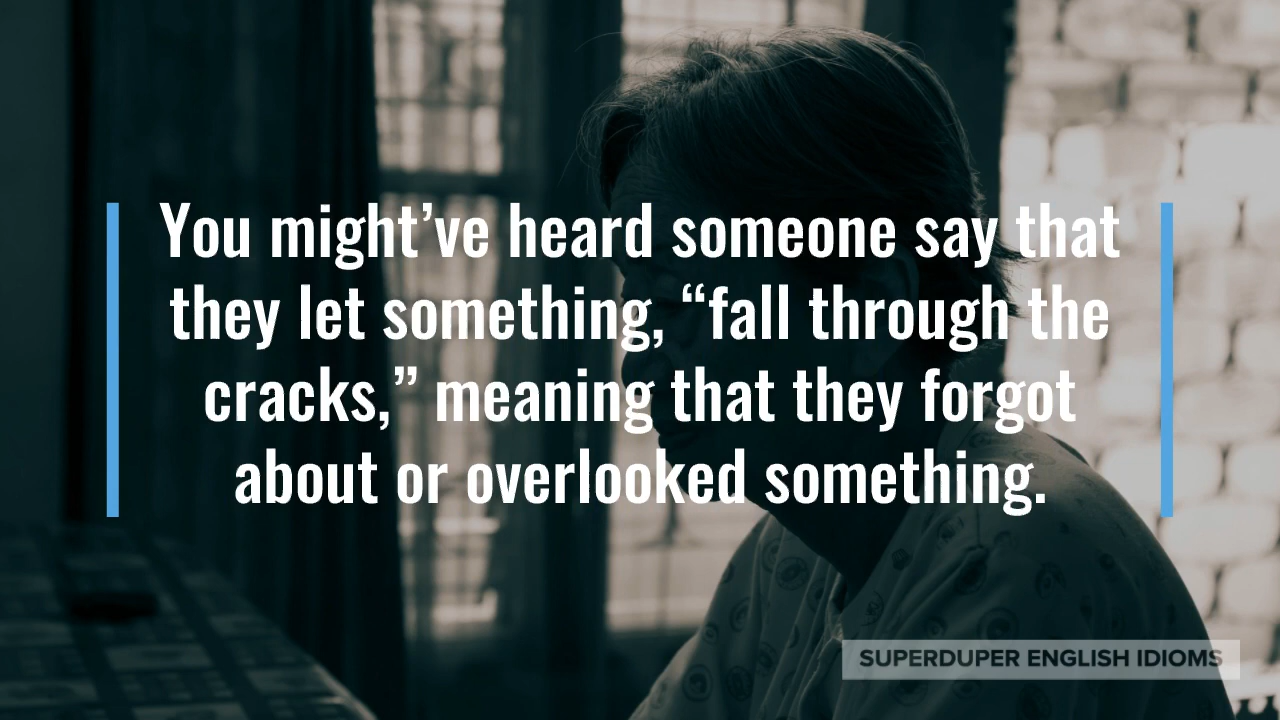 You might’ve heard someone say that
they let something, “fall through the
cracks,” meaning that they forgot
about or overlooked something.
SUPERDUPER ENGLISH IDIOMS